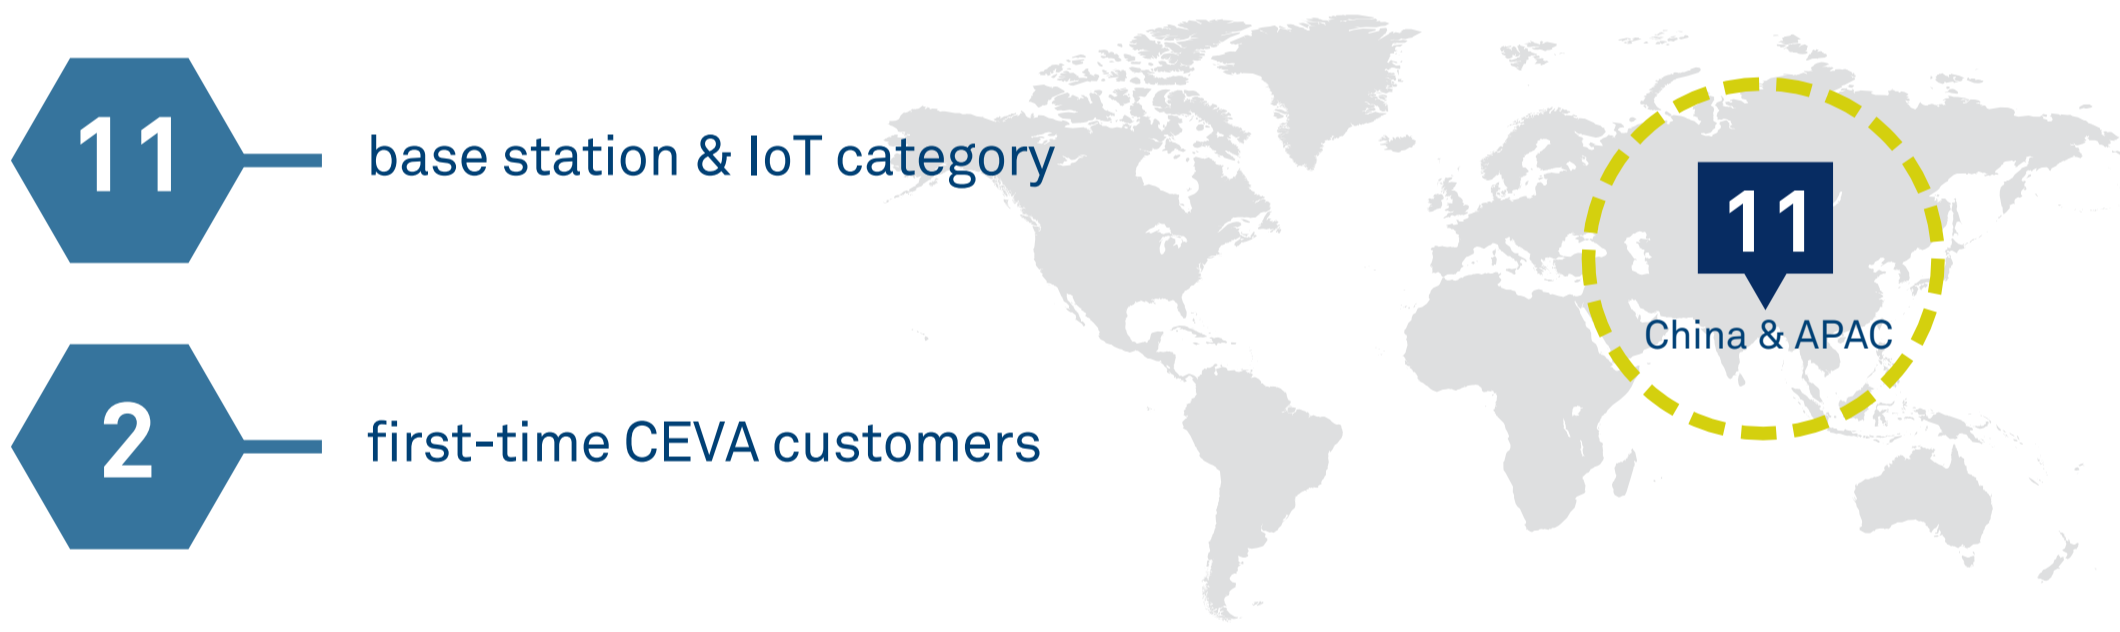 11
base station & IoT category
2
first-time CEVA customers
11
China & APAC